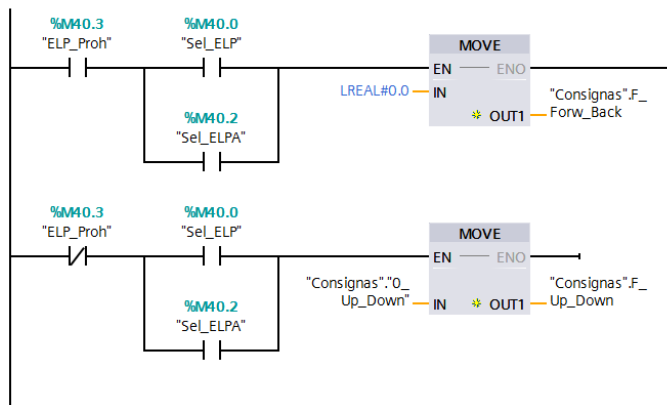 %M40.3
"ELP_Proh"
%M40.0
"Sel_ELP"
MOVE
EN
ENO
LREAL#0.0
IN
OUT1
"Consignas".F_
Forw_Back
%M40.2
"Sel_ELPA"
%M40.3
"ELP_Proh"
%M40.0
"Sel_ELP"
MOVE
EN
ENO
"Consignas"."0_
Up_Down"
IN
OUT1
"Consignas".F_
Up_Down
%M40.2
"Sel_ELPA"